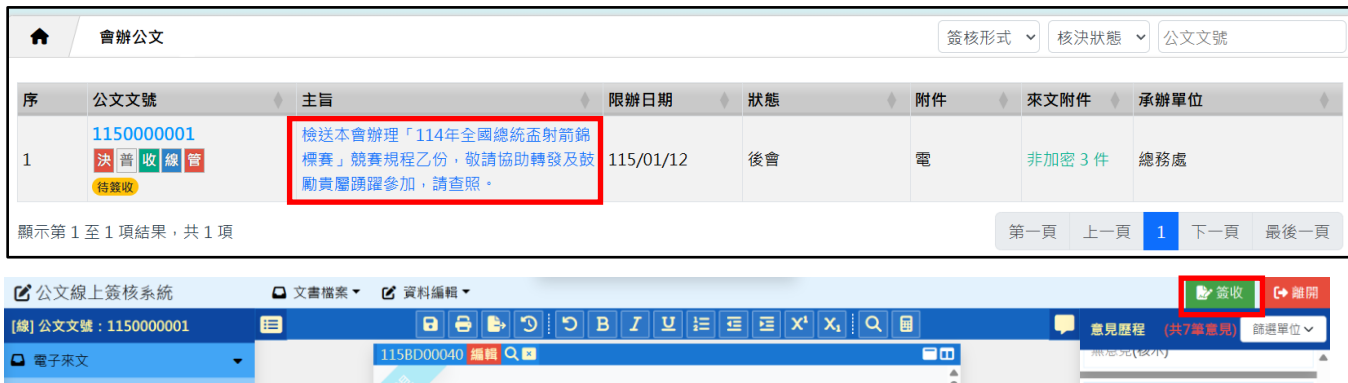 會辦公文
簽核形式 核決狀態 公文文號
序 公文文號 主旨 限辦日期 狀態 附件 來文附件 承辦單位
1 1150000001 決 普 收 線 管 待簽收
檢送本會辦理「114年全國總統盃射箭錦
標賽」競賽規程乙份,敬請協助轉發及鼓
勵貴屬踴躍參加,請查照。
115/01/12 後會 電 非加密 3 件 總務處
顯示第 1 至 1 項結果,共 1 項
第一頁 上一頁 1 下一頁 最後一頁
公文線上簽核系統 文書檔案 資料編輯 簽收 離開
[線] 公文文號:1150000001 B I U X¹ X₁ 意見歷程 (共7筆意見) 篩選單位
電子來文 115BD00040 編輯